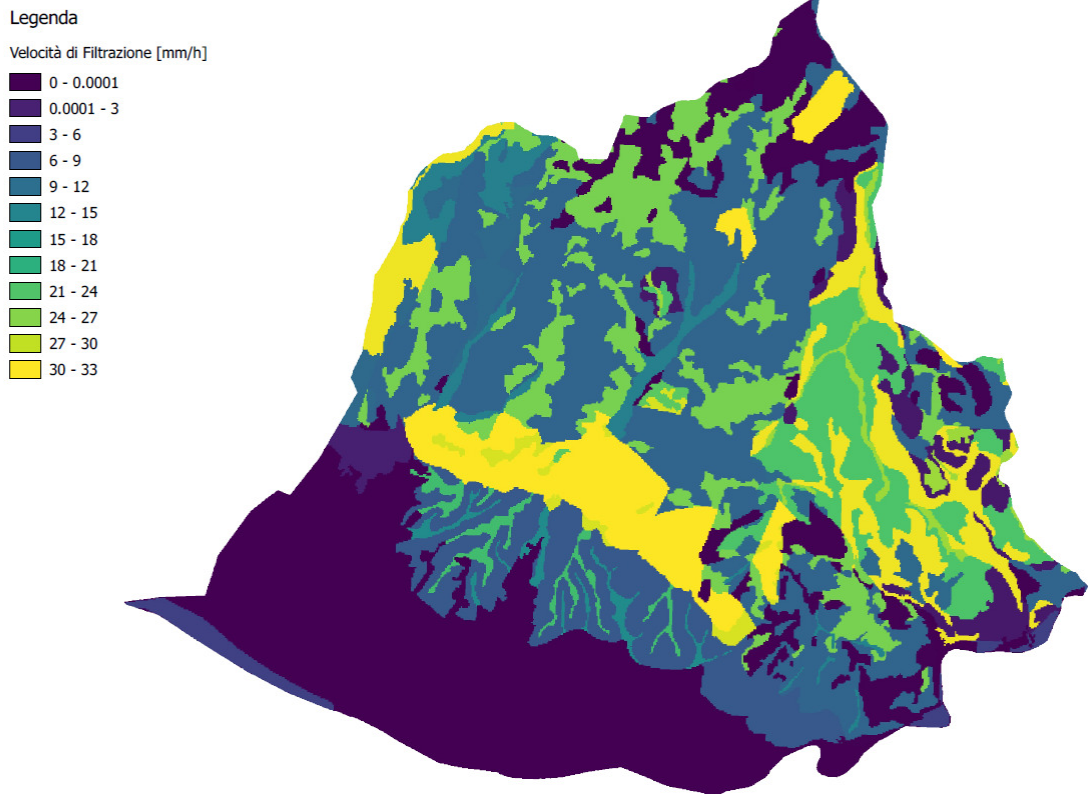 Legenda
Velocità di Filtrazione [mm/h]
0 - 0.0001
0.0001 - 3
3 - 6
6 - 9
9 - 12
12 - 15
15 - 18
18 - 21
21 - 24
24 - 27
27 - 30
30 - 33